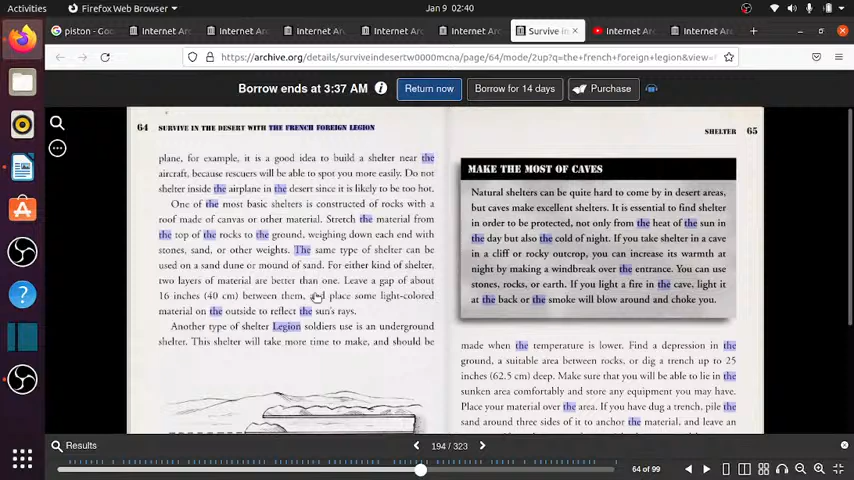 Activities
Firefox Web Browser
Jan 9 02:40
piston - Goo
Internet Ar
Internet Ar
Internet Ar
Internet Ar
Survive in
Internet Ar
Internet Ar
https://archive.org/details/surviveindesertw0000mcna/page/64/mode/2up?q=the+french+foreign+legion&view=
Borrow ends at 3:37 AM
Return now
Borrow for 14 days
Purchase
64 SURVIVE IN THE DESERT WITH THE FRENCH FOREIGN LEGION
plane, for example, it is a good idea to build a shelter near the
aircraft, because rescuers will be able to spot you more easily. Do not
shelter inside the airplane in the desert since it is likely to be too hot.
One of the most basic shelters is constructed of rocks with a
roof made of canvas or other material. Stretch the material from
the top of the rocks to the ground, weighing down each end with
stones, sand, or other weights. The same type of shelter can be
used on a sand dune or mound of sand. For either kind of shelter,
two layers of material are better than one. Leave a gap of about
16 inches (40 cm) between them, and place some light-colored
material on the outside to reflect the sun's rays.
Another type of shelter Legion soldiers use is an underground
shelter. This shelter will take more time to make, and should be
SHELTER 65
MAKE THE MOST OF CAVES
Natural shelters can be quite hard to come by in desert areas,
but caves make excellent shelters. It is essential to find shelter
in order to be protected, not only from the heat of the sun in
the day but also the cold of night. If you take shelter in a cave
in a cliff or rocky outcrop, you can increase its warmth at
night by making a windbreak over the entrance. You can use
stones, rocks, or earth. If you light a fire in the cave, light it
at the back or the smoke will blow around and choke you.
made when the temperature is lower. Find a depression in the
ground, a suitable area between rocks, or dig a trench up to 25
inches (62.5 cm) deep. Make sure that you will be able to lie in the
sunken area comfortably and store any equipment you may have.
Place your material over the area. If you have dug a trench, pile the
sand around three sides of it to anchor the material, and leave an
Results
194 / 323
64 of 99